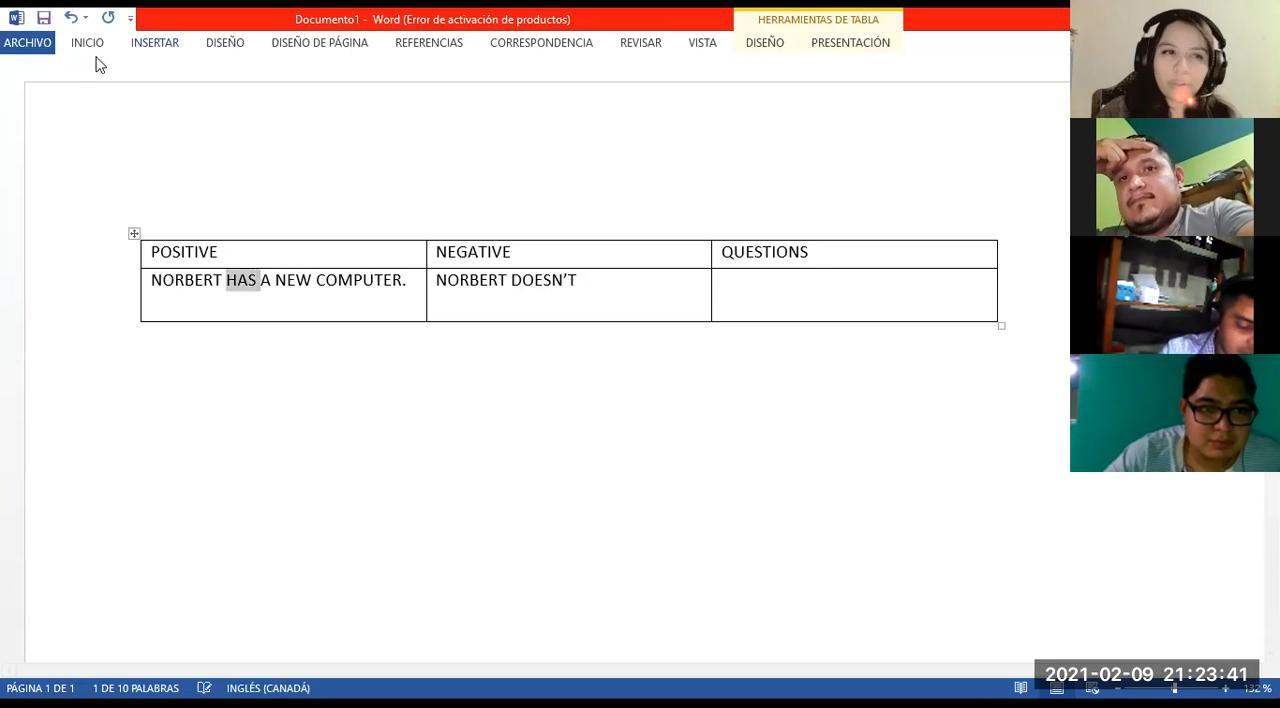 Documento1 - Word (Error de activación de productos)
HERRAMIENTAS DE TABLA
ARCHIVO INICIO INSERTAR DISEÑO DISEÑO DE PÁGINA REFERENCIAS CORRESPONDENCIA REVISAR VISTA DISEÑO PRESENTACIÓN
POSITIVE NEGATIVE QUESTIONS
NORBERT HAS A NEW COMPUTER. NORBERT DOESN’T
2021-02-09 21:23:41
PÁGINA 1 DE 1 1 DE 10 PALABRAS INGLÉS (CANADÁ) 132 %